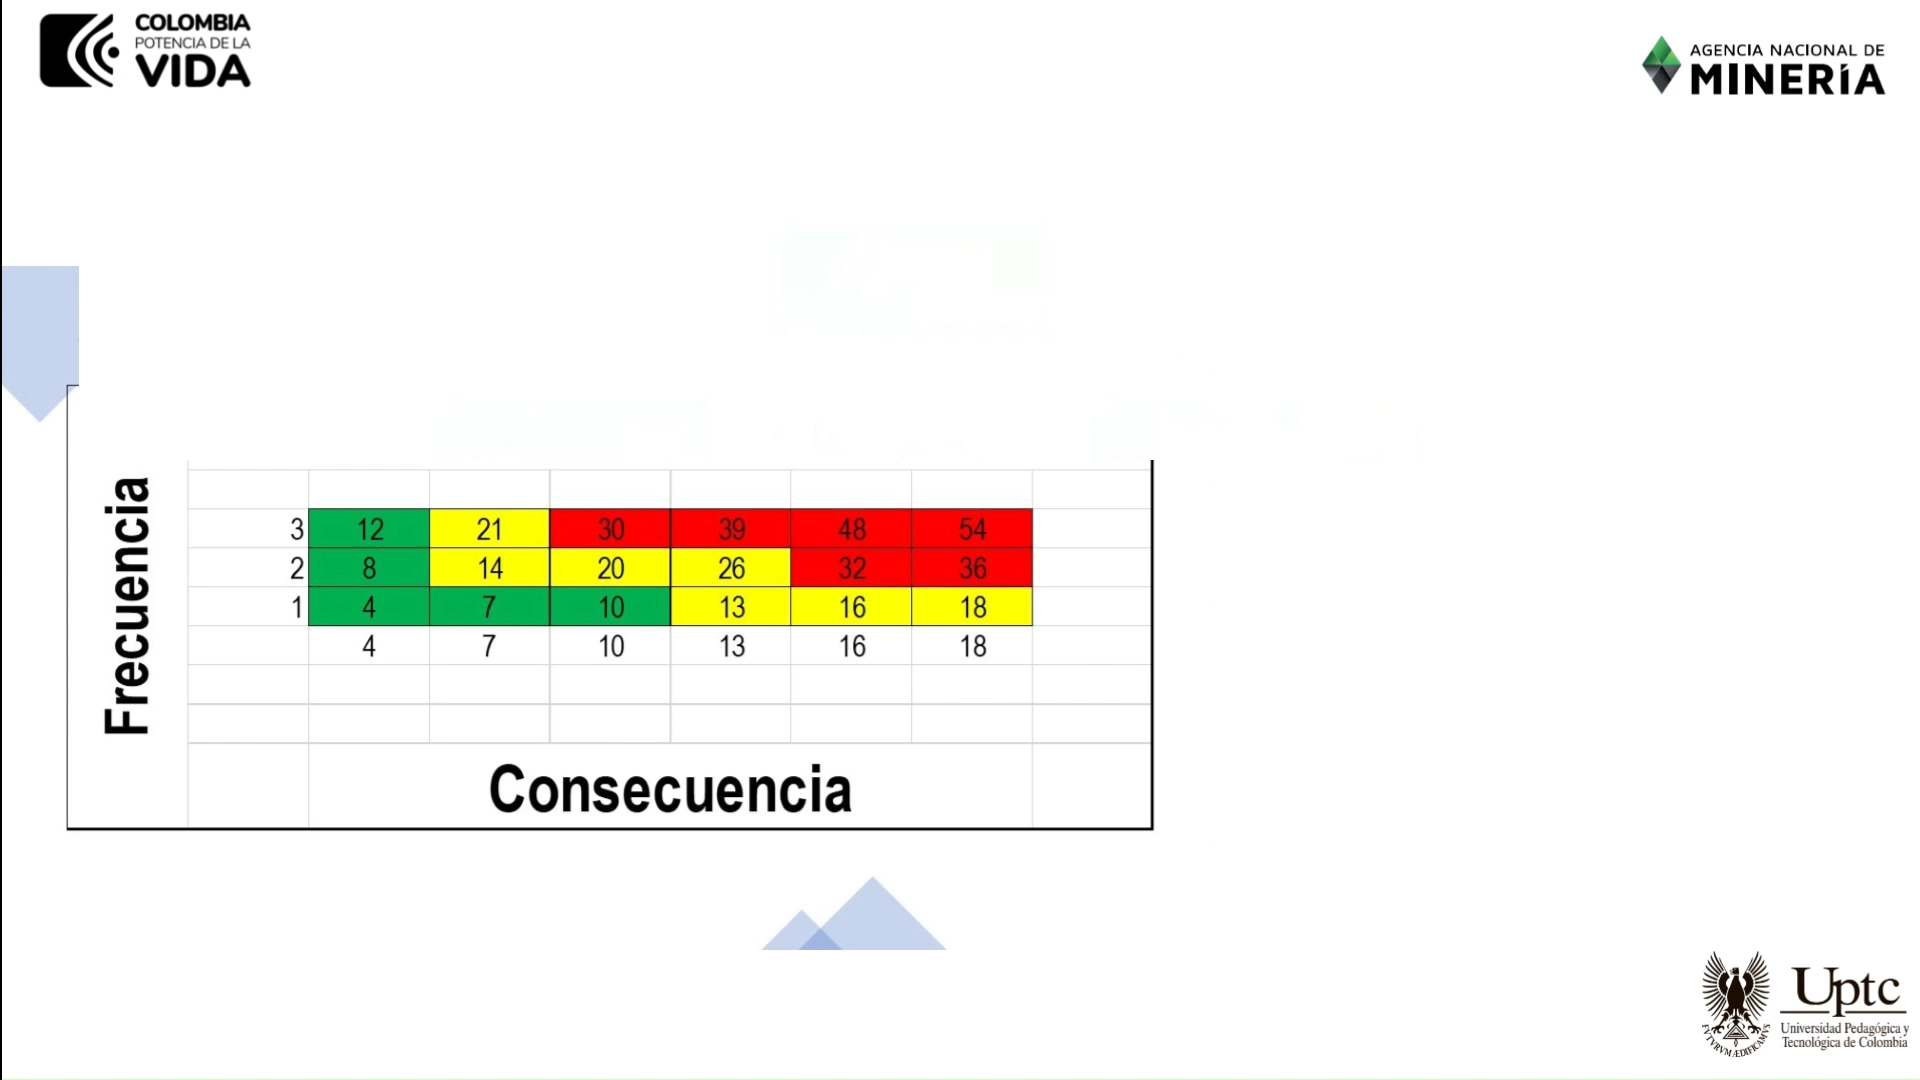 COLOMBIA
POTENCIA DE LA
VIDA
AGENCIA NACIONAL DE
MINERÍA
Frecuencia
3 12 21 30 39 48 54
2 8 14 20 26 32 36
1 4 7 10 13 16 18
4 7 10 13 16 18
Consecuencia
Uptc
Universidad Pedagógica y
Tecnológica de Colombia